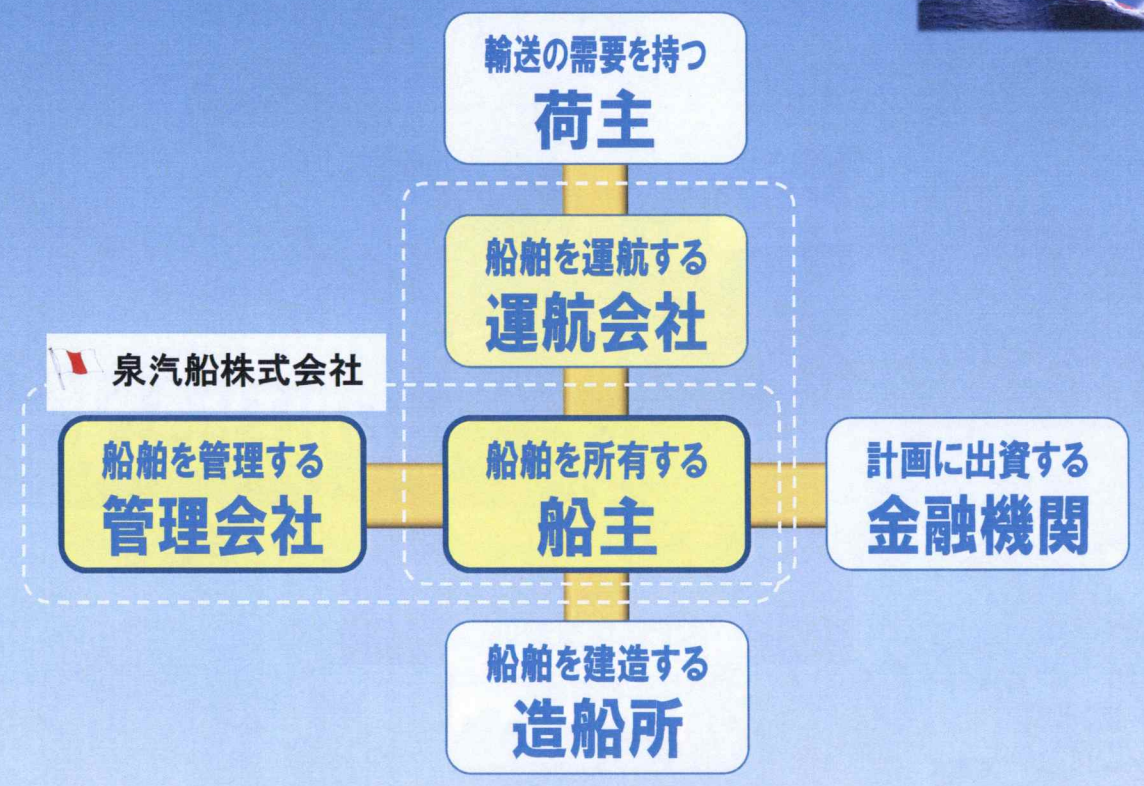 輸送の需要を持つ
荷主
船舶を運航する
運航会社
泉汽船株式会社
船舶を管理する
管理会社
船舶を所有する
船主
計画に出資する
金融機関
船舶を建造する
造船所